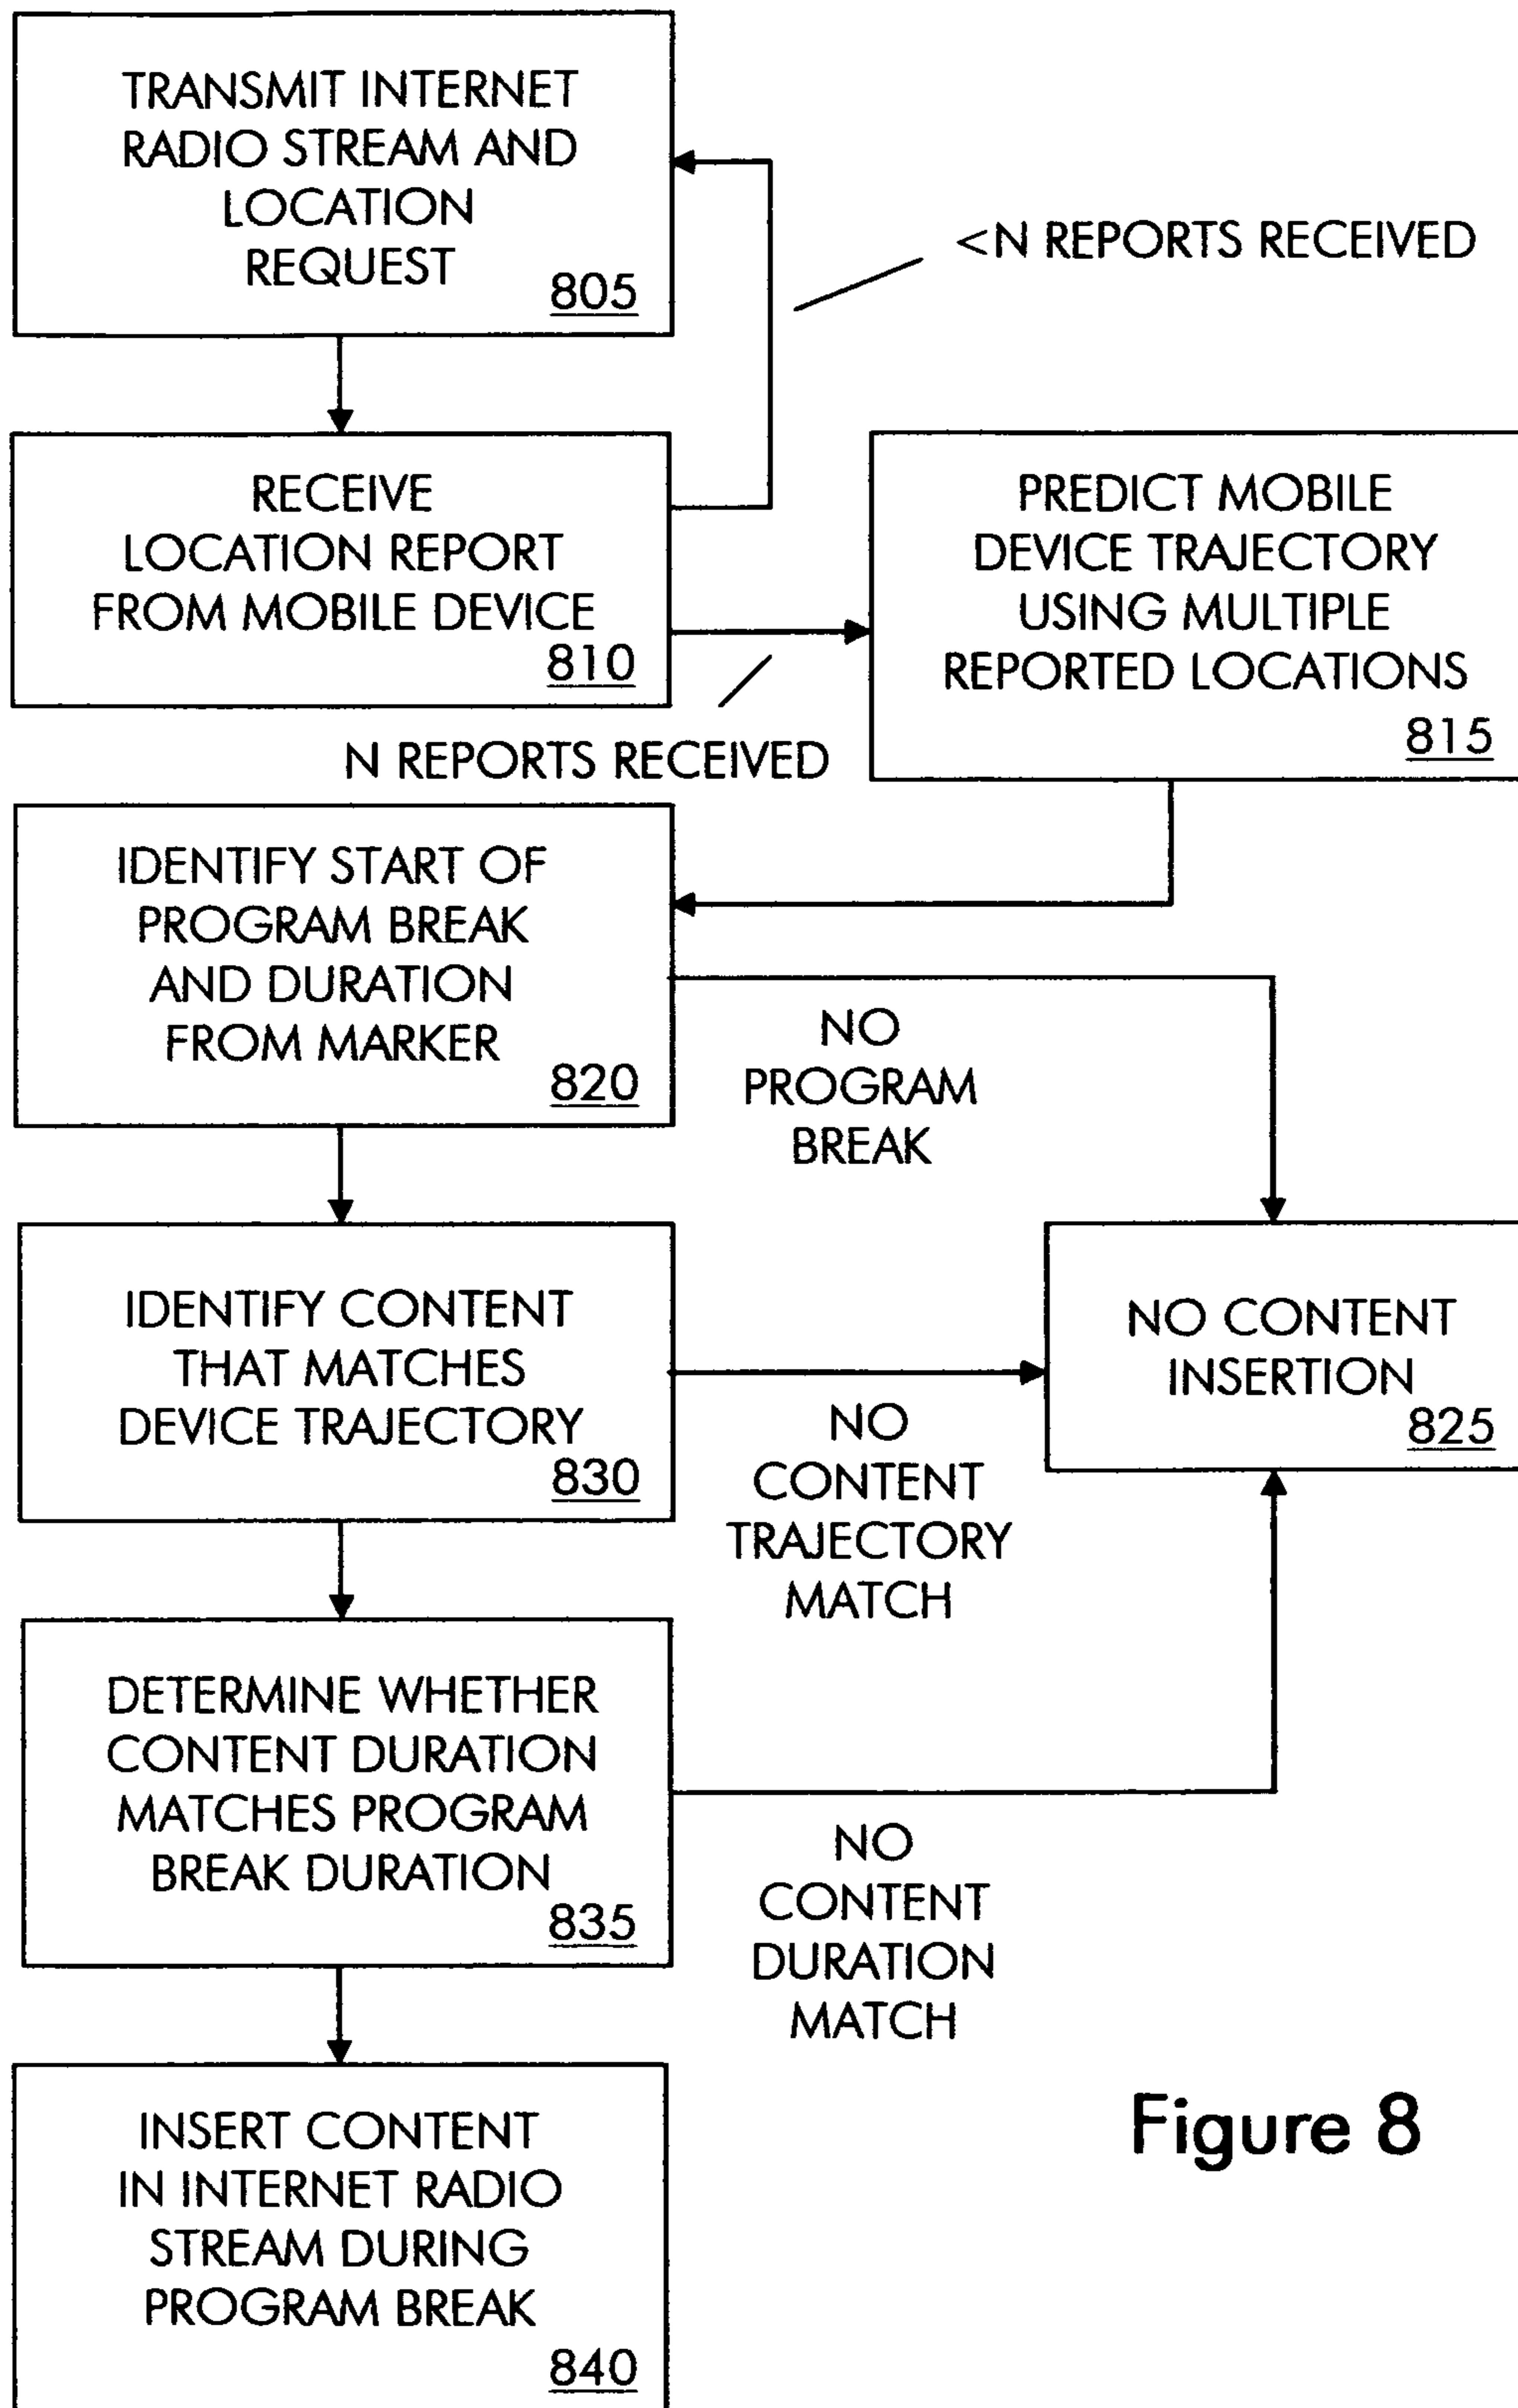 TRANSMIT INTERNET
RADIO STREAM AND
LOCATION
REQUEST
805
<N REPORTS RECEIVED
RECEIVE
LOCATION REPORT
FROM MOBILE DEVICE
810
N REPORTS RECEIVED
PREDICT MOBILE
DEVICE TRAJECTORY
USING MULTIPLE
REPORTED LOCATIONS
815
IDENTIFY START OF
PROGRAM BREAK
AND DURATION
FROM MARKER
820
NO
PROGRAM
BREAK
IDENTIFY CONTENT
THAT MATCHES
DEVICE TRAJECTORY
830
NO
CONTENT
TRAJECTORY
MATCH
NO CONTENT
INSERTION
825
DETERMINE WHETHER
CONTENT DURATION
MATCHES PROGRAM
BREAK DURATION
835
NO
CONTENT
DURATION
MATCH
INSERT CONTENT
IN INTERNET RADIO
STREAM DURING
PROGRAM BREAK
840
Figure 8